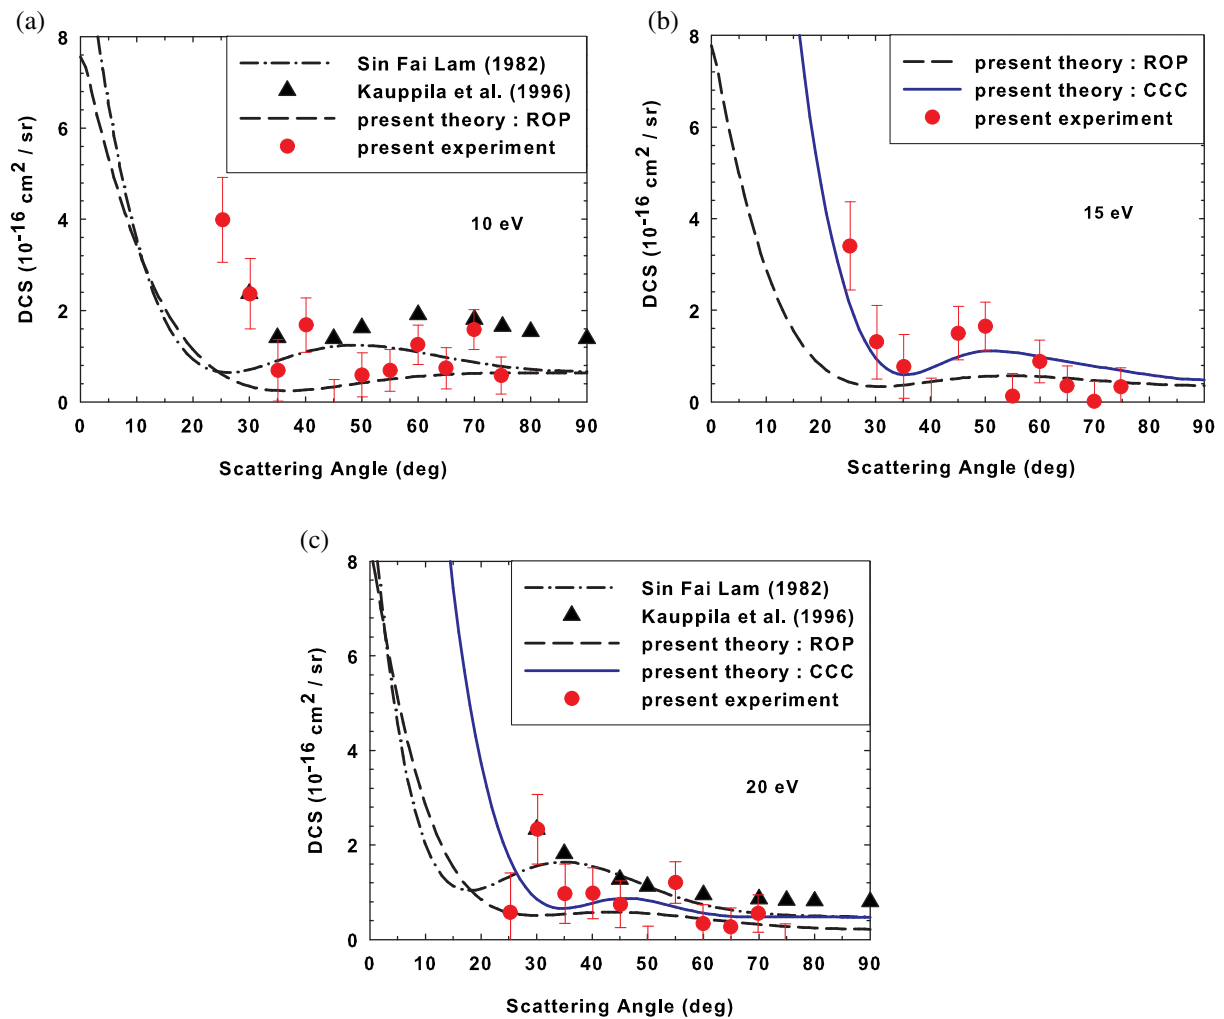 (a)
8
6
4
2
0
DCS (10⁻¹⁶ cm² / sr)
Sin Fai Lam (1982)
Kauppila et al. (1996)
present theory : ROP
present experiment
10 eV
0 10 20 30 40 50 60 70 80 90
Scattering Angle (deg)
(b)
8
6
4
2
0
DCS (10⁻¹⁶ cm² / sr)
present theory : ROP
present theory : CCC
present experiment
15 eV
0 10 20 30 40 50 60 70 80 90
Scattering Angle (deg)
(c)
8
6
4
2
0
DCS (10⁻¹⁶ cm² / sr)
Sin Fai Lam (1982)
Kauppila et al. (1996)
present theory : ROP
present theory : CCC
present experiment
20 eV
0 10 20 30 40 50 60 70 80 90
Scattering Angle (deg)